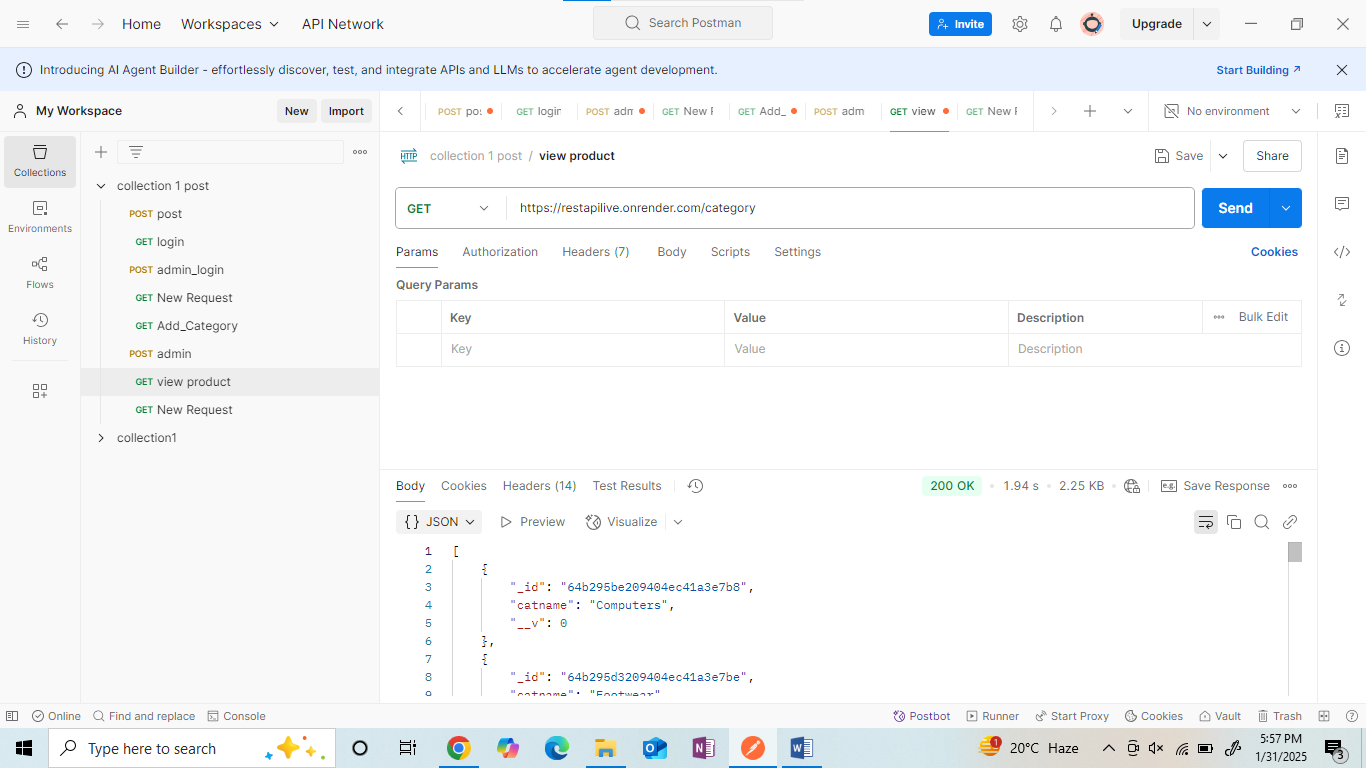 Home Workspaces API Network Search Postman Invite Upgrade
Introducing AI Agent Builder - effortlessly discover, test, and integrate APIs and LLMs to accelerate agent development. Start Building
My Workspace New Import
POST pos GET login POST adm GET New F GET Add_ POST adm GET view GET New F No environment
Collections
Environments
Flows
History
collection 1 post
POST post
GET login
POST admin_login
GET New Request
GET Add_Category
POST admin
GET view product
GET New Request
collection1
HTTP collection 1 post / view product Save Share
GET https://restapilive.onrender.com/category Send
Params Authorization Headers (7) Body Scripts Settings Cookies
Query Params
Key Value Description Bulk Edit
Key Value Description
Body Cookies Headers (14) Test Results 200 OK 1.94 s 2.25 KB e.g. Save Response
{} JSON Preview Visualize
1 [
2 {
3 "_id": "64b295be209404ec41a3e7b8",
4 "catname": "Computers",
5 "__v": 0
6 },
7 {
8 "_id": "64b295d3209404ec41a3e7be",
9 "catname": "Footwear"
Online Find and replace Console Postbot Runner Start Proxy Cookies Vault Trash
Type here to search 1 20°C Haze 5:57 PM
1/31/2025 3